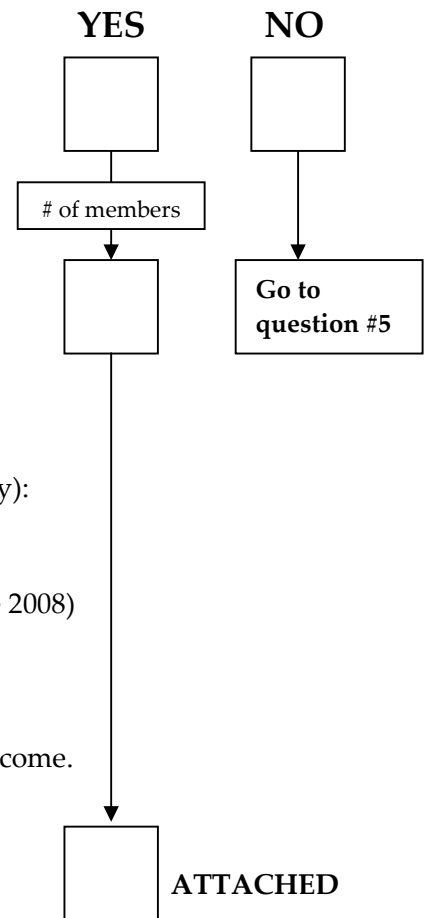 YES NO
# of members
Go to
question #5
y):
2008)
come.
ATTACHED